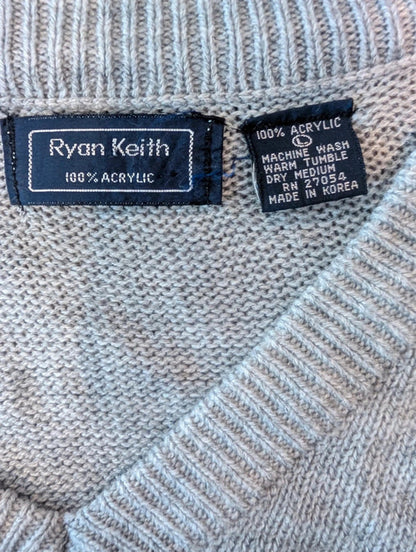 Ryan Keith
100% ACRYLIC
100% ACRYLIC
L
MACHINE WASH
WARM TUMBLE
DRY MEDIUM
RN 27054
MADE IN KOREA